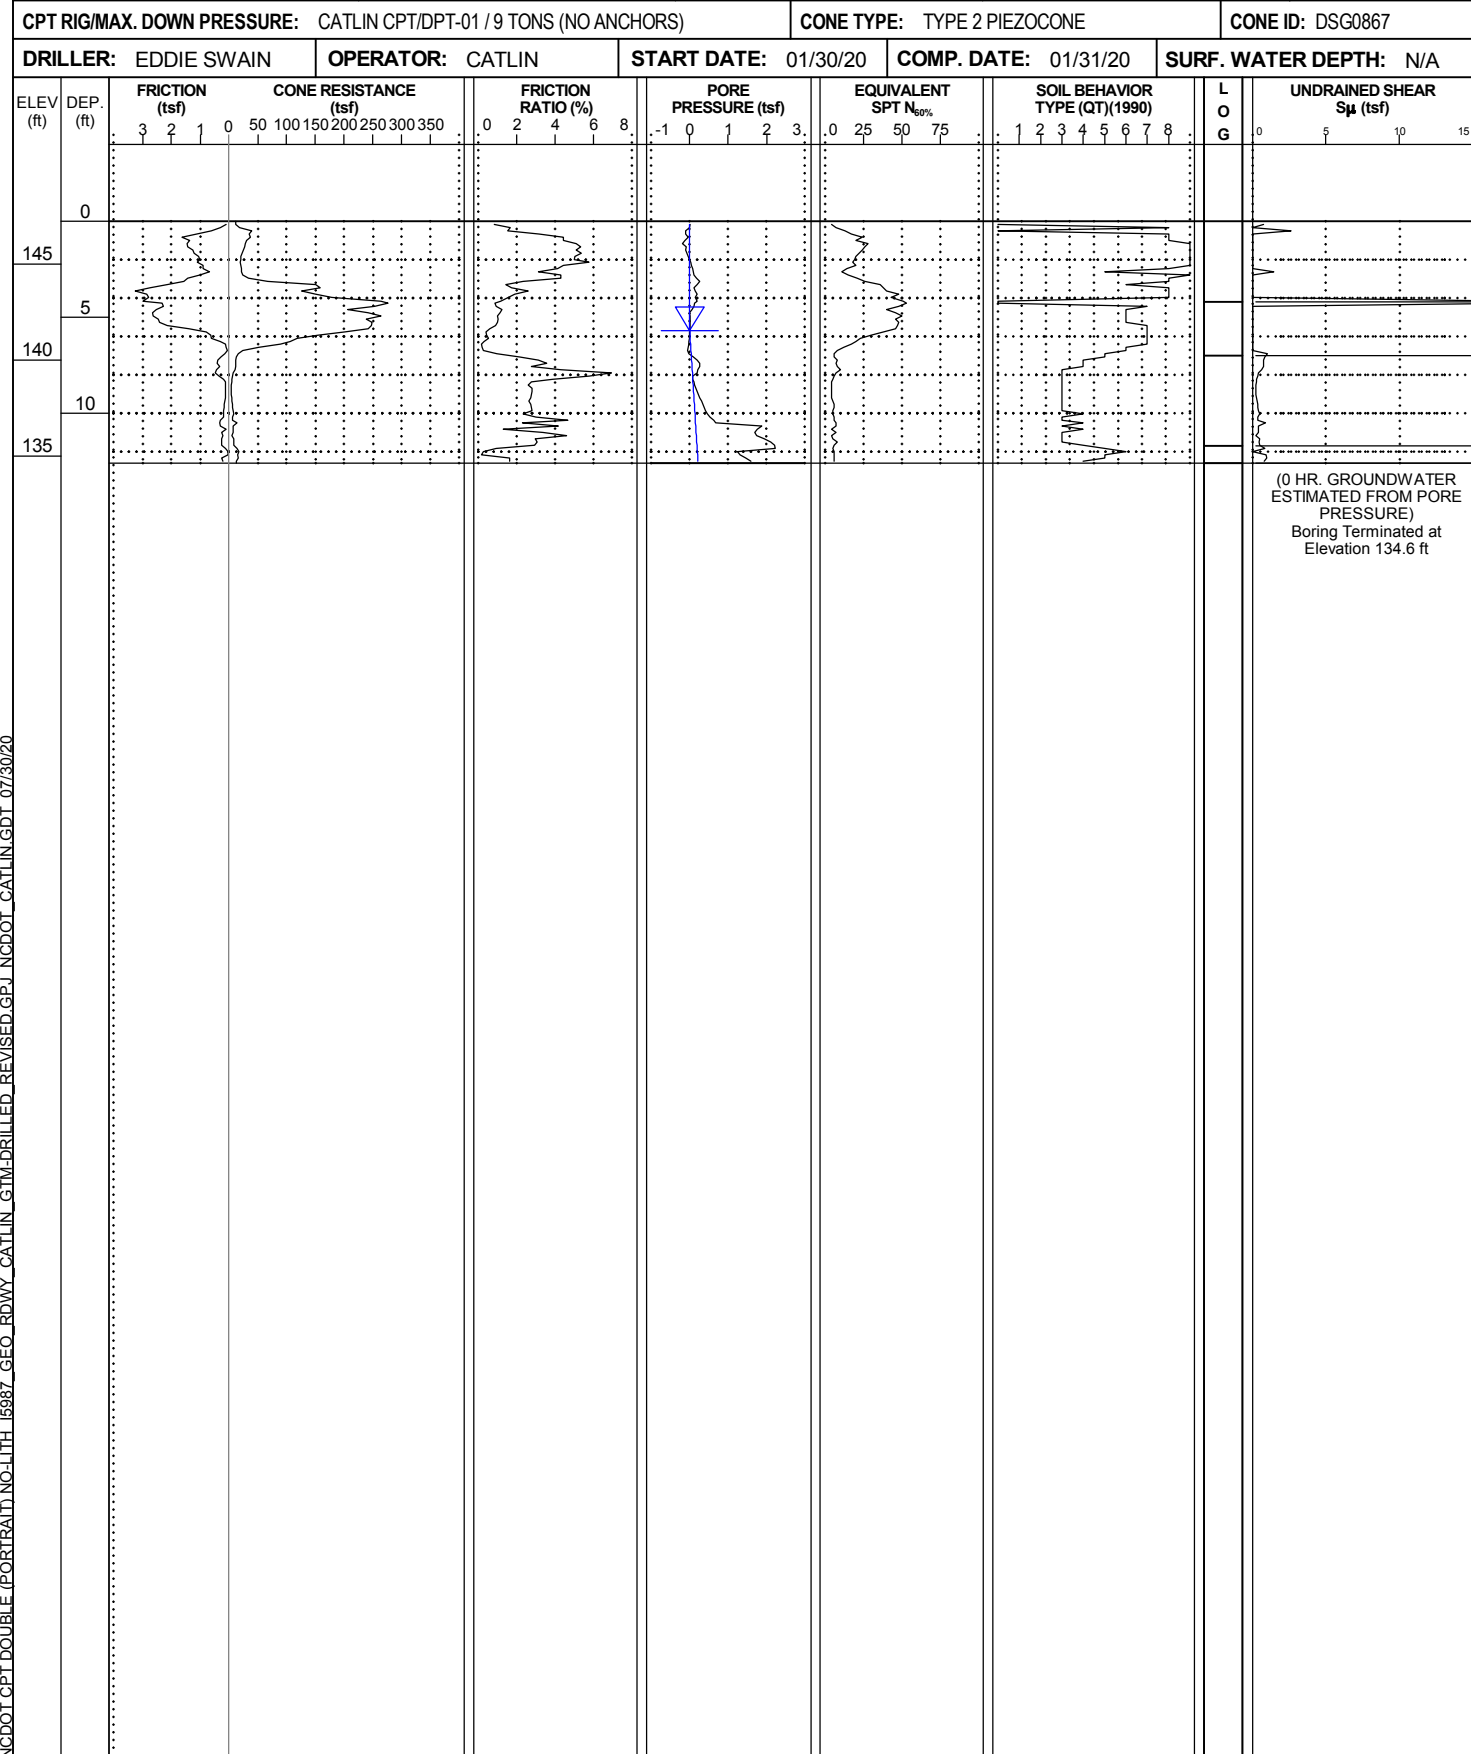 CPT RIG/MAX. DOWN PRESSURE: CATLIN CPT/DPT-01 / 9 TONS (NO ANCHORS) CONE TYPE: TYPE 2 PIEZOCONE CONE ID: DSG0867
DRILLER: EDDIE SWAIN OPERATOR: CATLIN START DATE: 01/30/20 COMP. DATE: 01/31/20 SURF. WATER DEPTH: N/A
ELEV (ft)
DEP. (ft)
FRICTION (tsf)
3 2 1 0
CONE RESISTANCE (tsf)
50 100 150 200 250 300 350
FRICTION RATIO (%)
0 2 4 6 8
PORE PRESSURE (tsf)
-1 0 1 2 3
EQUIVALENT SPT N60%
0 25 50 75
SOIL BEHAVIOR TYPE (QT)(1990)
1 2 3 4 5 6 7 8
LOG
UNDRAINED SHEAR Sµ (tsf)
0 5 10 15
0
145
5
140
10
135
(0 HR. GROUNDWATER
ESTIMATED FROM PORE
PRESSURE)
Boring Terminated at
Elevation 134.6 ft
NCDOT CPT DOUBLE (PORTRAIT) NO-LITH I5987_GEO_RDWY_CATLIN_GTM-DRILLED_REVISED.GPJ NCDOT_CATLIN.GDT 07/30/20